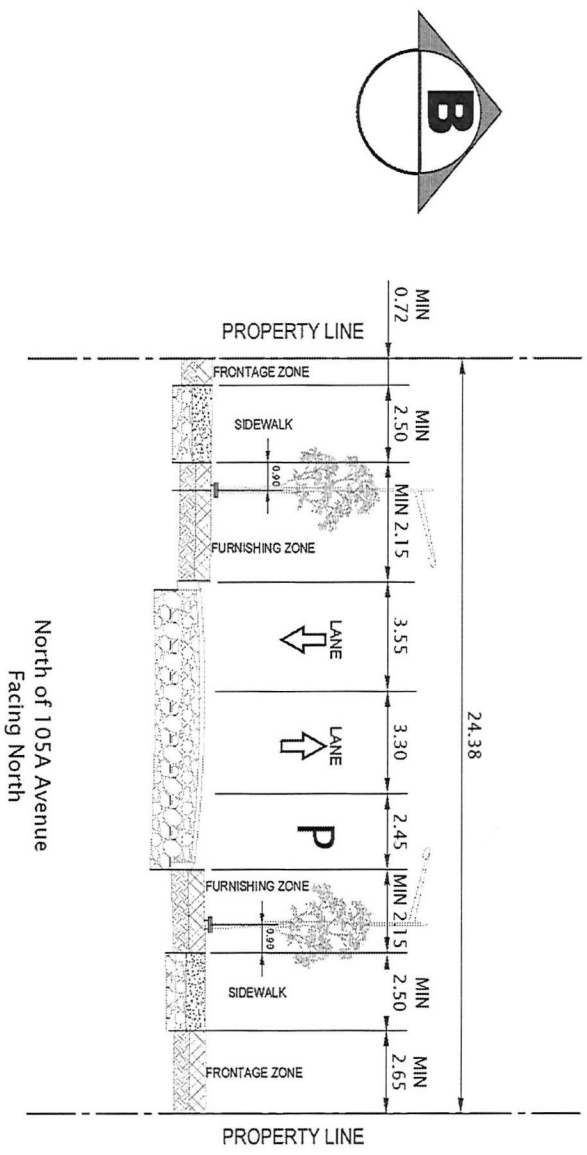 B
PROPERTY LINE
MIN
0.72
FRONTAGE ZONE
MIN
2.50
SIDEWALK
0.90
MIN 2.15
FURNISHING ZONE
3.55
LANE
3.30
LANE
24.38
2.45
P
MIN 2.15
FURNISHING ZONE
0.90
MIN
2.50
SIDEWALK
MIN
2.65
FRONTAGE ZONE
PROPERTY LINE
North of 105A Avenue
Facing North